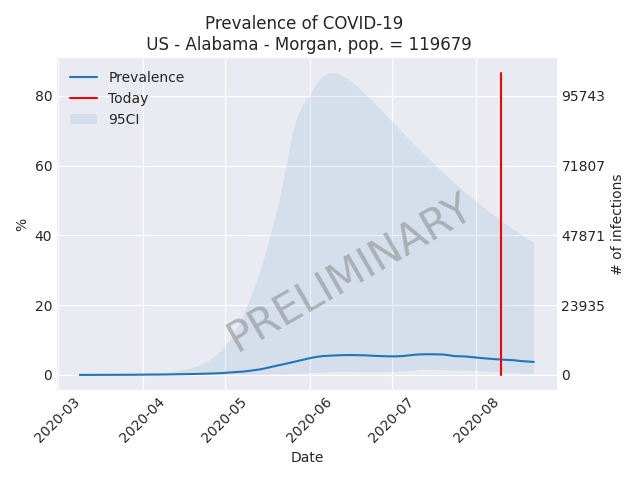 Prevalence of COVID-19
US - Alabama - Morgan, pop. = 119679
Prevalence
Today
95CI
80
60
40
20
0
%
95743
71807
47871
23935
0
# of infections
PRELIMINARY
2020-03
2020-04
2020-05
2020-06
2020-07
2020-08
Date